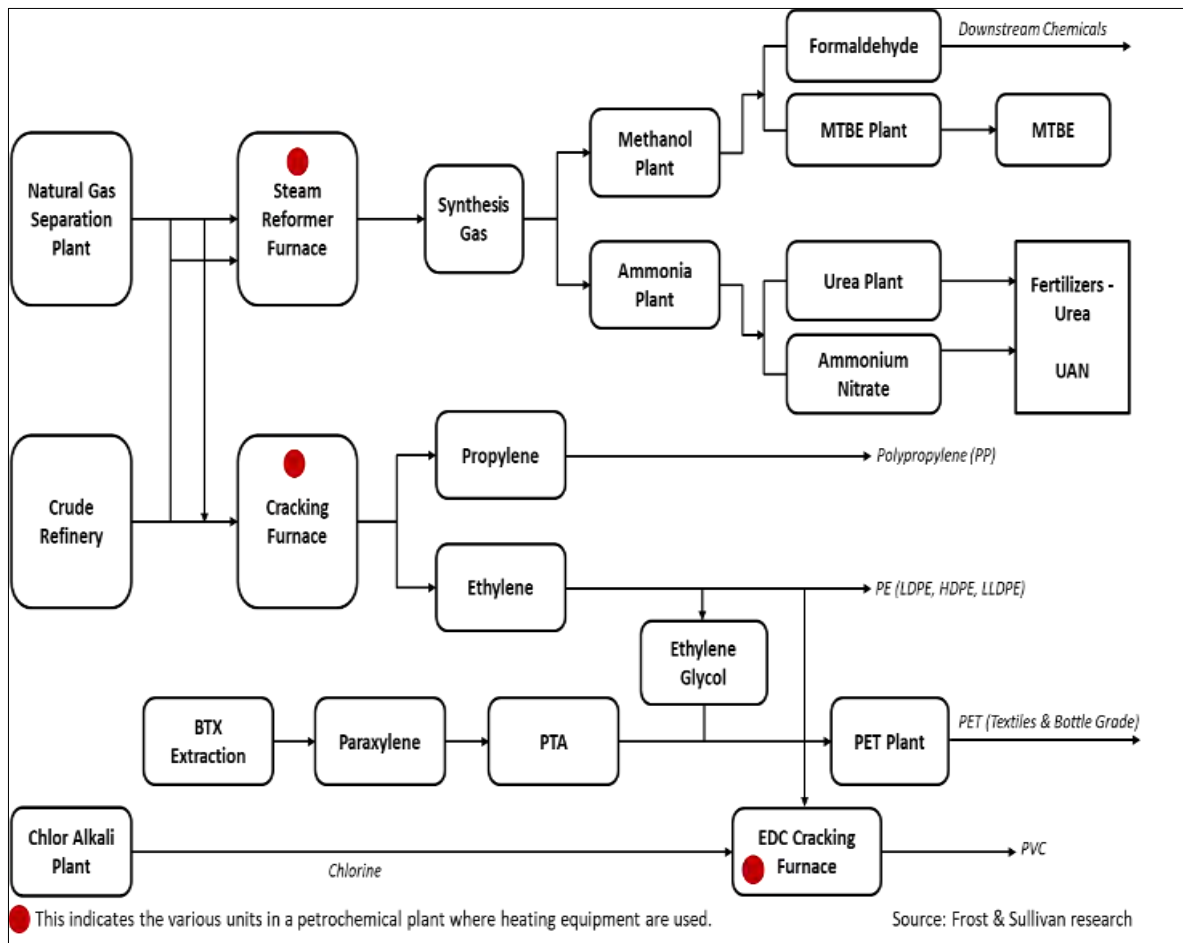 Formaldehyde
Downstream Chemicals
MTBE Plant
MTBE
Methanol
Plant
Natural Gas
Separation
Plant
Steam
Reformer
Furnace
Synthesis
Gas
Ammonia
Plant
Urea Plant
Ammonium
Nitrate
Fertilizers -
Urea
UAN
Crude
Refinery
Cracking
Furnace
Propylene
Polypropylene (PP)
Ethylene
PE (LDPE, HDPE, LLDPE)
Ethylene
Glycol
BTX
Extraction
Paraxylene
PTA
PET Plant
PET (Textiles & Bottle Grade)
Chlor Alkali
Plant
Chlorine
EDC Cracking
Furnace
PVC
This indicates the various units in a petrochemical plant where heating equipment are used.
Source: Frost & Sullivan research